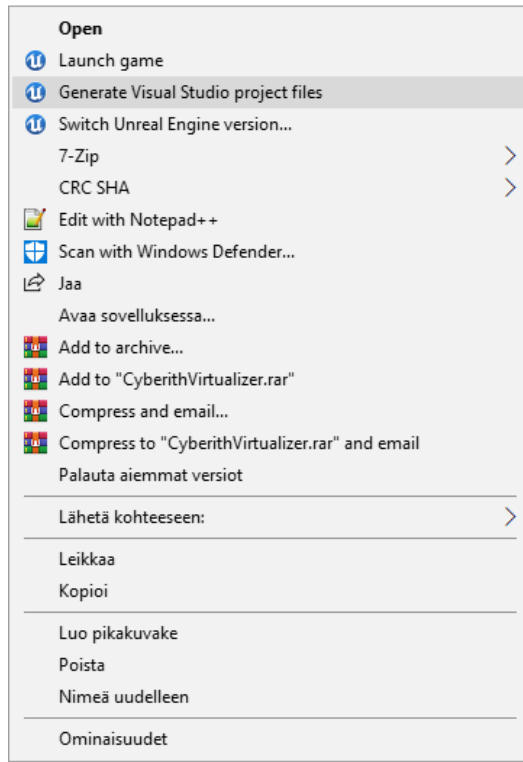 Open
Launch game
Generate Visual Studio project files
Switch Unreal Engine version...
7-Zip
CRC SHA
Edit with Notepad++
Scan with Windows Defender...
Jaa
Avaa sovelluksessa...
Add to archive...
Add to "CyberithVirtualizer.rar"
Compress and email...
Compress to "CyberithVirtualizer.rar" and email
Palauta aiemmat versiot
Lähetä kohteeseen:
Leikkaa
Kopioi
Luo pikakuvake
Poista
Nimeä uudelleen
Ominaisuudet